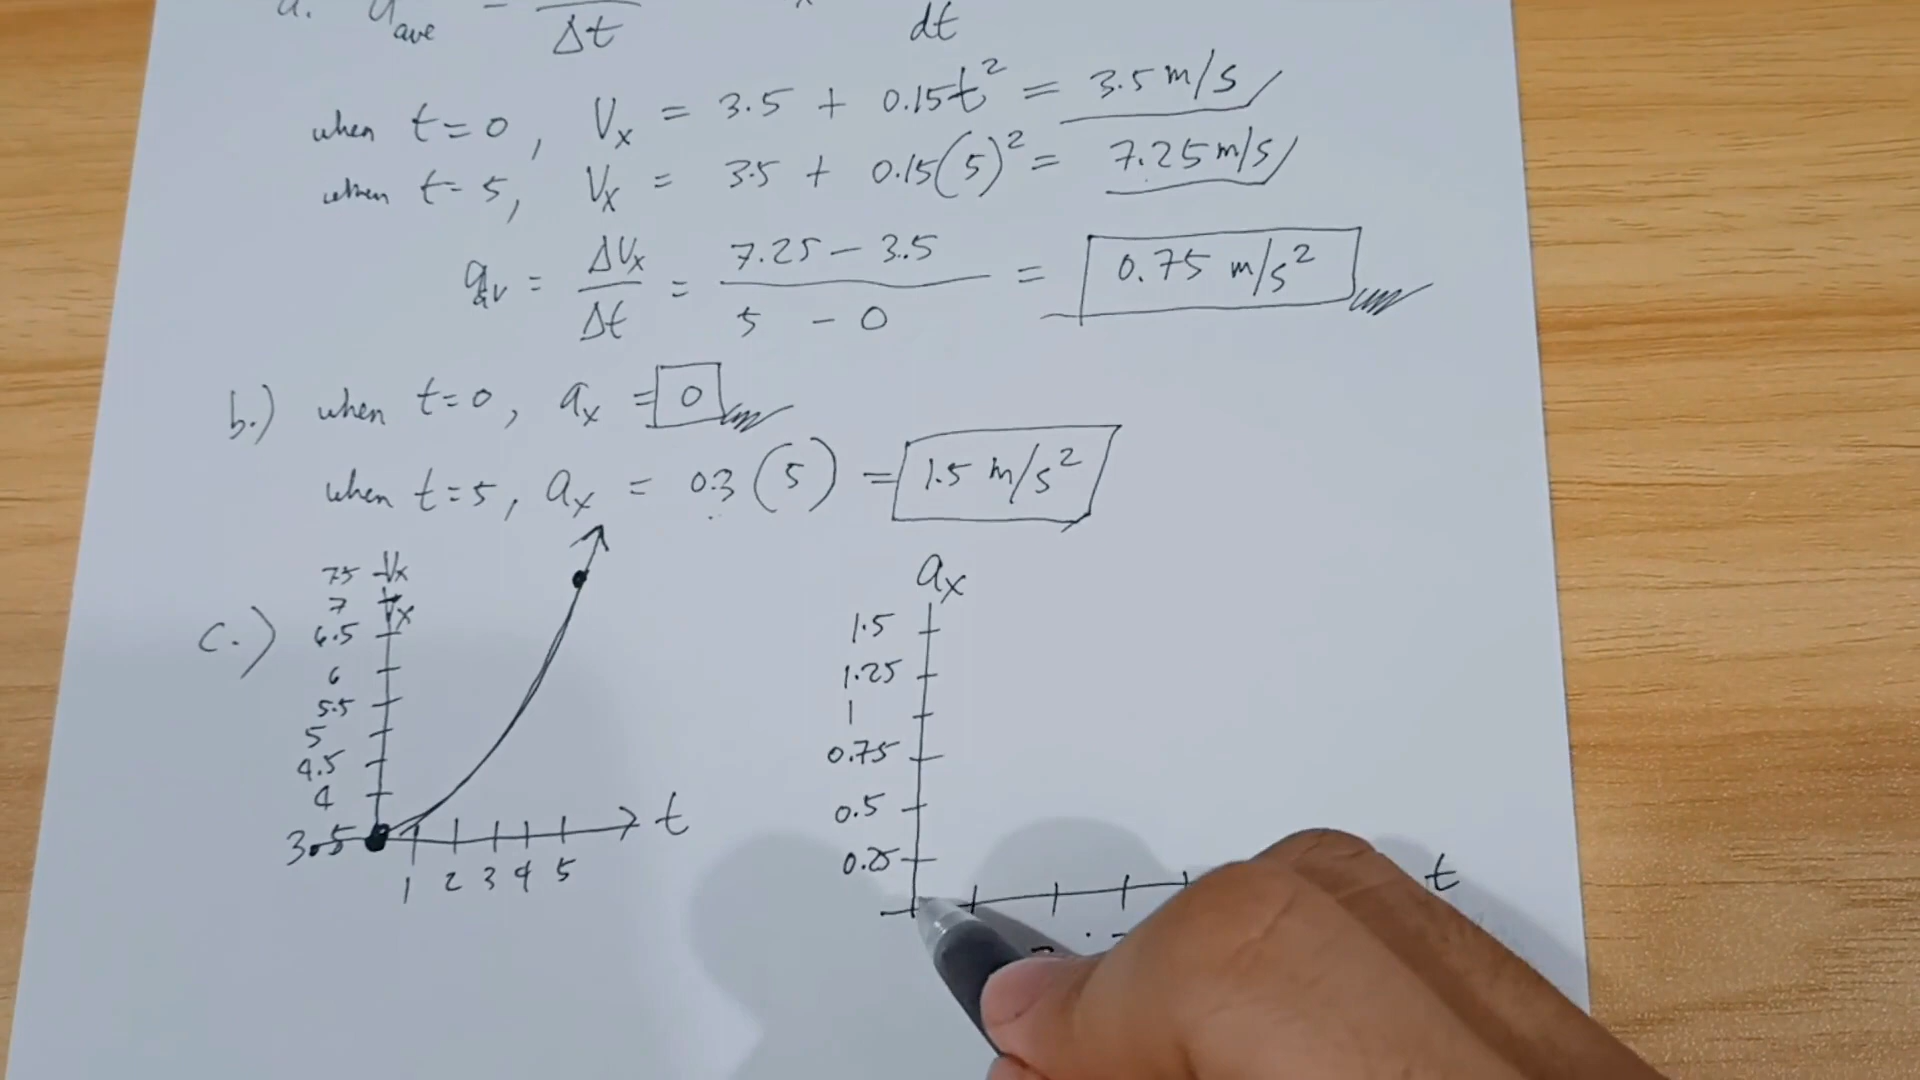 a. a_ave = Δt dt
when t=0, Vx = 3.5 + 0.15t² = 3.5 m/s
when t=5, Vx = 3.5 + 0.15(5)² = 7.25 m/s
a_av = ΔVx/Δt = (7.25 - 3.5)/(5 - 0) = 0.75 m/s²
b.) when t=0, ax = 0
when t=5, ax = 0.3(5) = 1.5 m/s²
c.)
7.5 Vx
7 Vx
6.5
6
5.5
5
4.5
4
3.5
t
1 2 3 4 5
ax
1.5
1.25
1
0.75
0.5
0.25
t